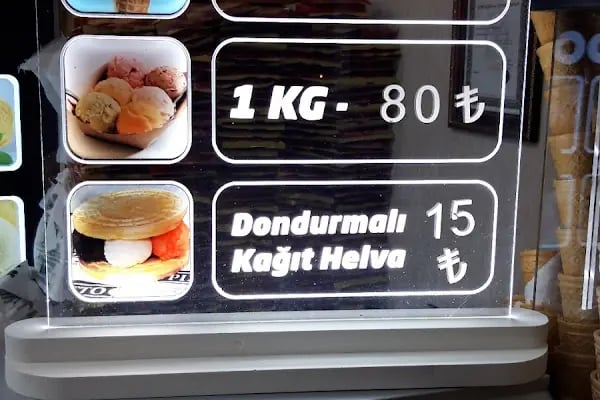 1 KG - 80 ₺
Dondurmalı 15
Kağıt Helva ₺